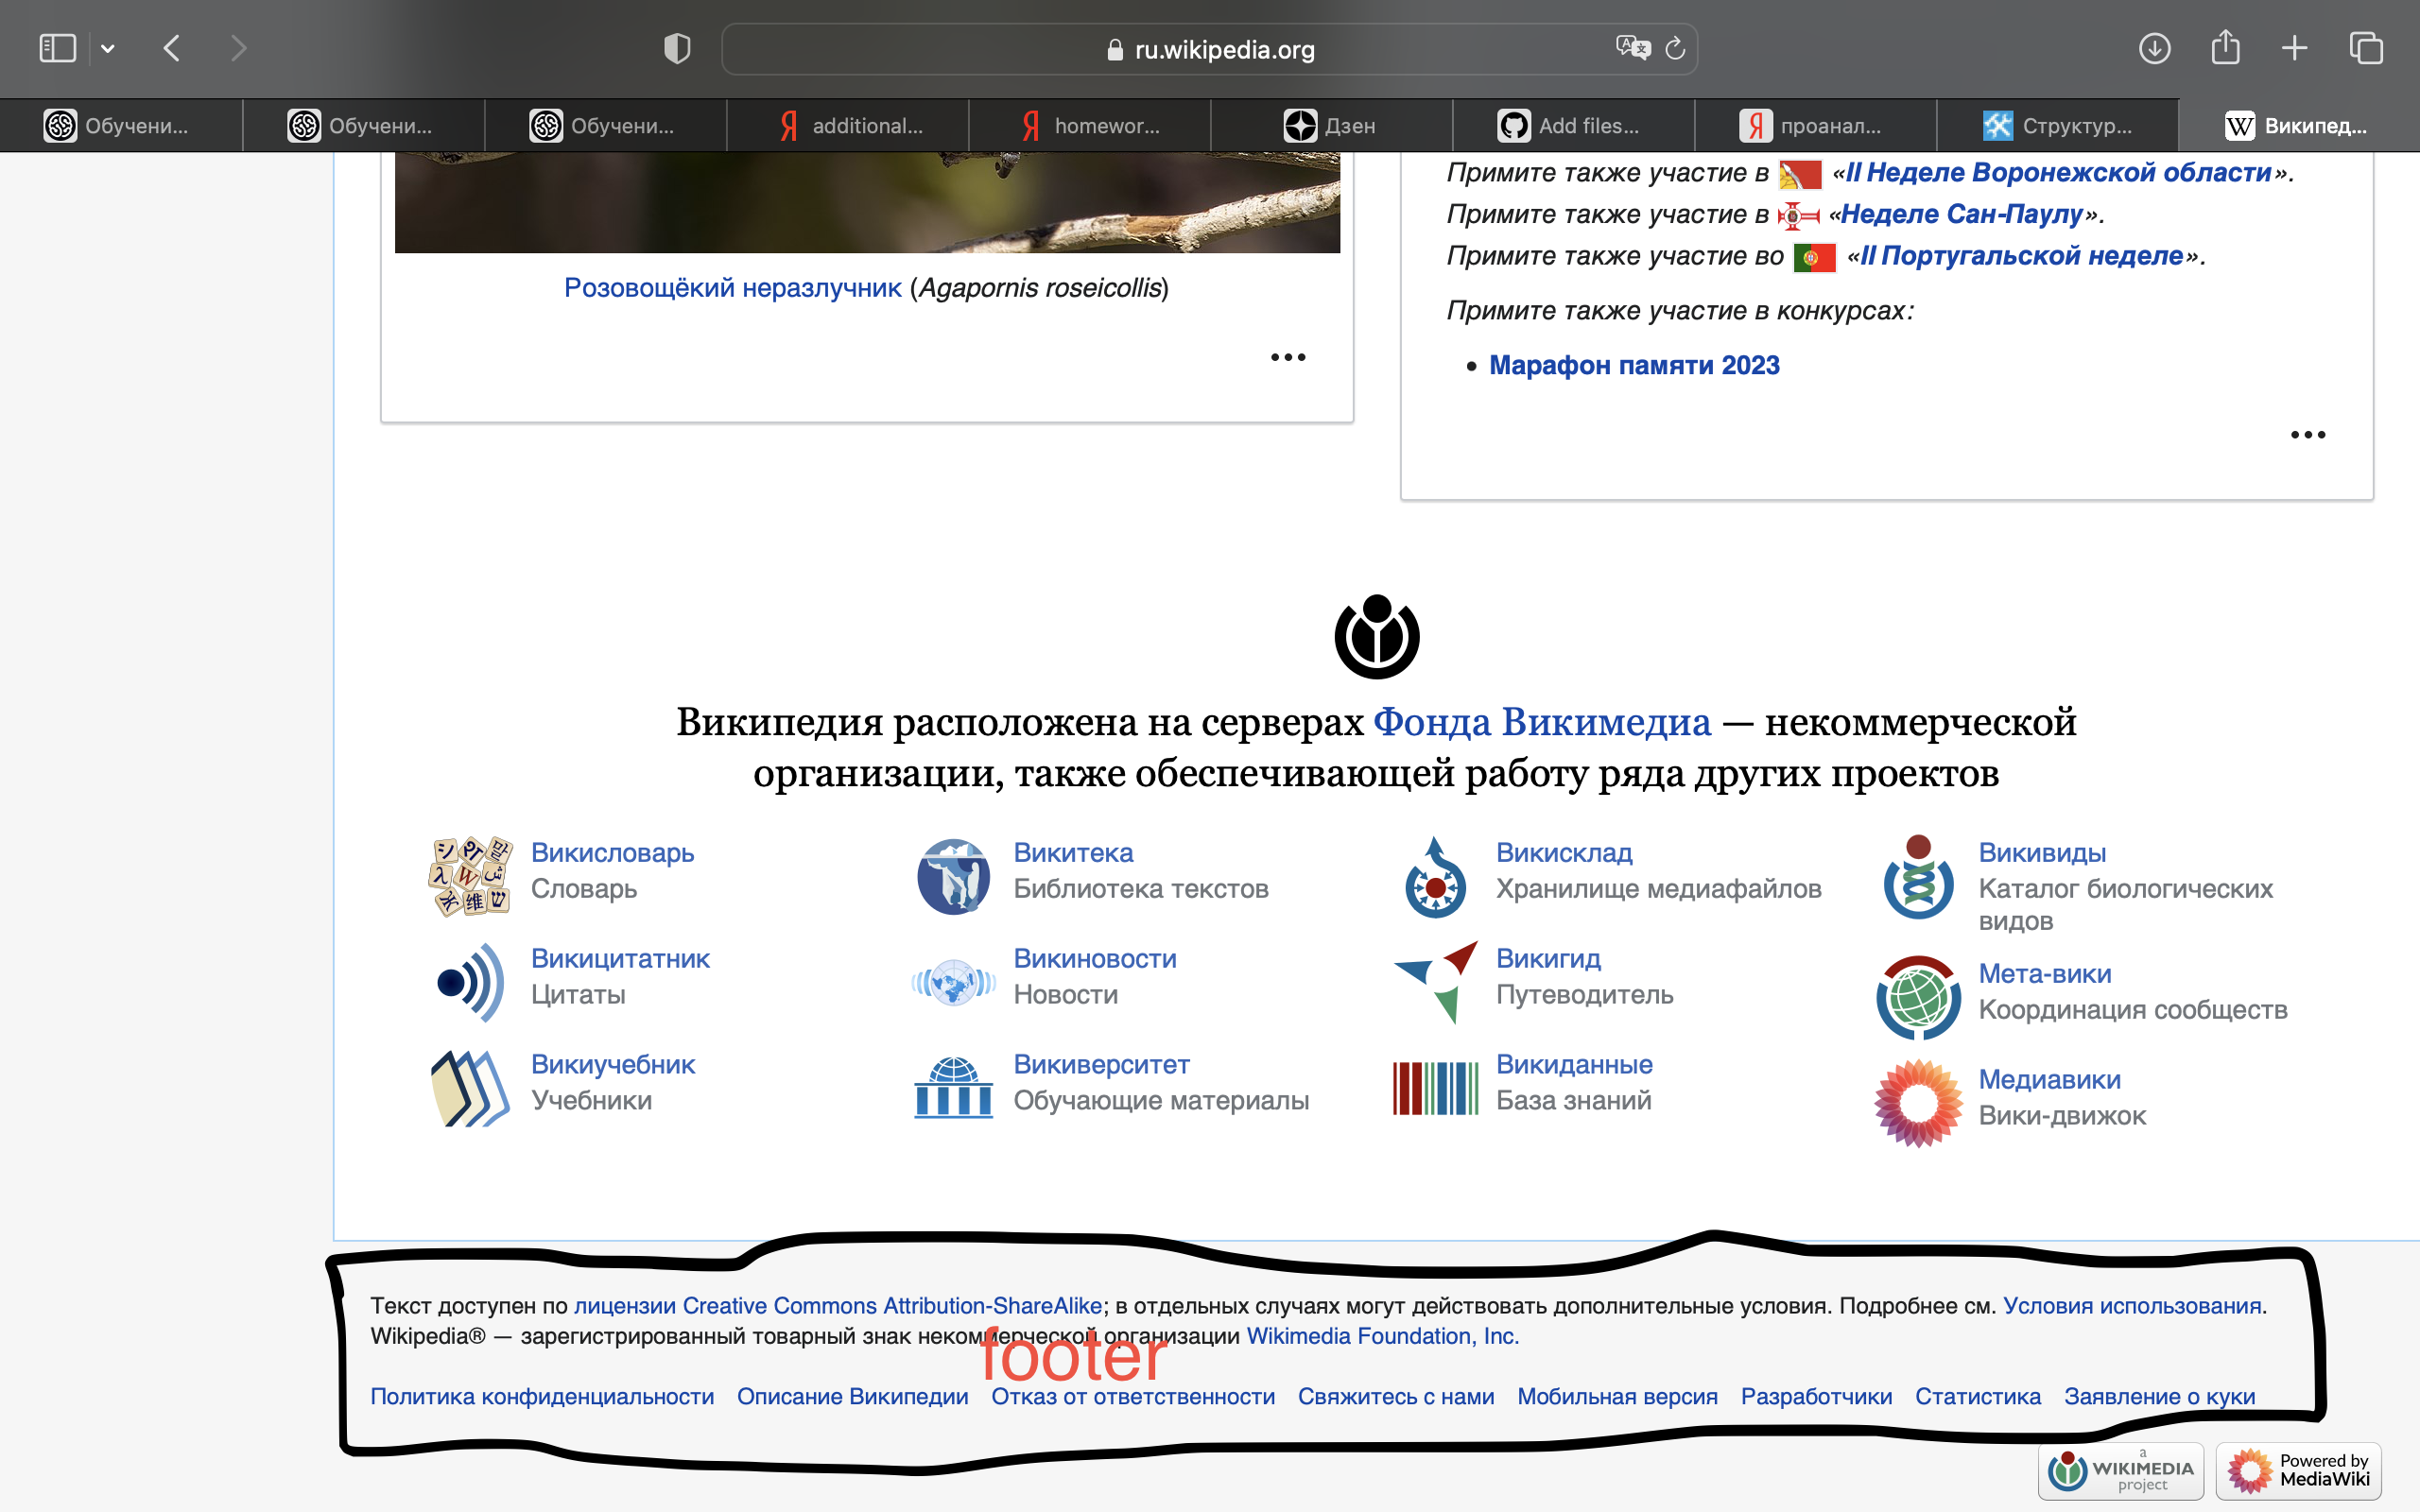 ru.wikipedia.org
Обучени...
Обучени...
Обучени...
additional...
homewor...
Дзен
Add files...
проанал...
Структур...
Википед...
Розовощёкий неразлучник (Agapornis roseicollis)
Примите также участие в «II Неделе Воронежской области».
Примите также участие в «Неделе Сан-Паулу».
Примите также участие во «II Португальской неделе».
Примите также участие в конкурсах:
• Марафон памяти 2023
Википедия расположена на серверах Фонда Викимедиа — некоммерческой
организации, также обеспечивающей работу ряда других проектов
Викисловарь
Словарь
Викитека
Библиотека текстов
Викисклад
Хранилище медиафайлов
Викивиды
Каталог биологических
видов
Викицитатник
Цитаты
Викиновости
Новости
Викигид
Путеводитель
Мета-вики
Координация сообществ
Викиучебник
Учебники
Викиверситет
Обучающие материалы
Викиданные
База знаний
Медиавики
Вики-движок
Текст доступен по лицензии Creative Commons Attribution-ShareAlike; в отдельных случаях могут действовать дополнительные условия. Подробнее см. Условия использования.
Wikipedia® — зарегистрированный товарный знак некоммерческой организации Wikimedia Foundation, Inc.
footer
Политика конфиденциальности Описание Википедии Отказ от ответственности Свяжитесь с нами Мобильная версия Разработчики Статистика Заявление о куки
a
WIKIMEDIA
project
Powered by
MediaWiki